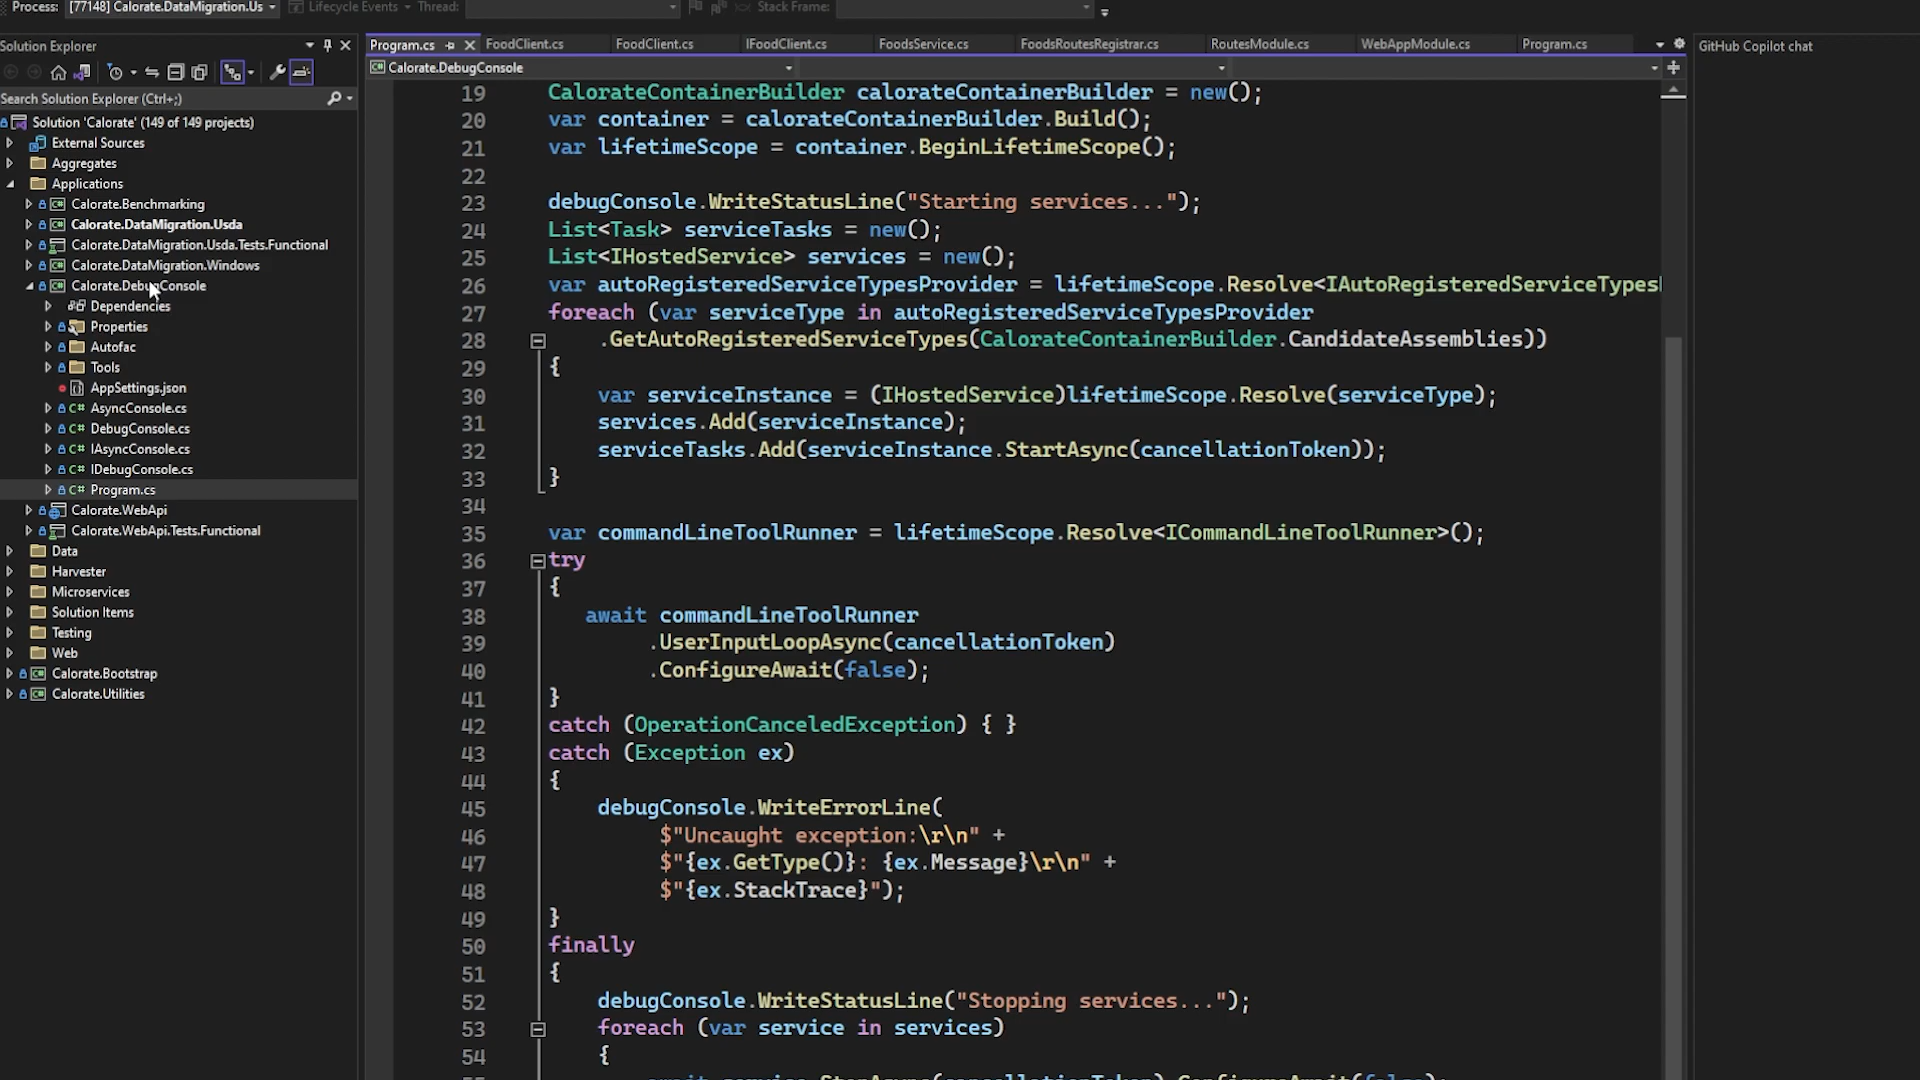 Process: [77148] Calorate.DataMigration.Us Lifecycle Events Thread: Stack Frame:
Solution Explorer
Search Solution Explorer (Ctrl+;)
Solution 'Calorate' (149 of 149 projects)
External Sources
Aggregates
Applications
Calorate.Benchmarking
Calorate.DataMigration.Usda
Calorate.DataMigration.Usda.Tests.Functional
Calorate.DataMigration.Windows
Calorate.DebugConsole
Dependencies
Properties
Autofac
Tools
AppSettings.json
AsyncConsole.cs
DebugConsole.cs
IAsyncConsole.cs
IDebugConsole.cs
Program.cs
Calorate.WebApi
Calorate.WebApi.Tests.Functional
Data
Harvester
Microservices
Solution Items
Testing
Web
Calorate.Bootstrap
Calorate.Utilities
Program.cs FoodClient.cs FoodClient.cs IFoodClient.cs FoodsService.cs FoodsRoutesRegistrar.cs RoutesModule.cs WebAppModule.cs Program.cs
Calorate.DebugConsole
19 CalorateContainerBuilder calorateContainerBuilder = new();
20 var container = calorateContainerBuilder.Build();
21 var lifetimeScope = container.BeginLifetimeScope();
22
23 debugConsole.WriteStatusLine("Starting services...");
24 List<Task> serviceTasks = new();
25 List<IHostedService> services = new();
26 var autoRegisteredServiceTypesProvider = lifetimeScope.Resolve<IAutoRegisteredServiceTypes
27 foreach (var serviceType in autoRegisteredServiceTypesProvider
28 .GetAutoRegisteredServiceTypes(CalorateContainerBuilder.CandidateAssemblies))
29 {
30 var serviceInstance = (IHostedService)lifetimeScope.Resolve(serviceType);
31 services.Add(serviceInstance);
32 serviceTasks.Add(serviceInstance.StartAsync(cancellationToken));
33 }
34
35 var commandLineToolRunner = lifetimeScope.Resolve<ICommandLineToolRunner>();
36 try
37 {
38 await commandLineToolRunner
39 .UserInputLoopAsync(cancellationToken)
40 .ConfigureAwait(false);
41 }
42 catch (OperationCanceledException) { }
43 catch (Exception ex)
44 {
45 debugConsole.WriteErrorLine(
46 $"Uncaught exception:\r\n" +
47 $"{ex.GetType()}: {ex.Message}\r\n" +
48 $"{ex.StackTrace}");
49 }
50 finally
51 {
52 debugConsole.WriteStatusLine("Stopping services...");
53 foreach (var service in services)
54 {
GitHub Copilot chat